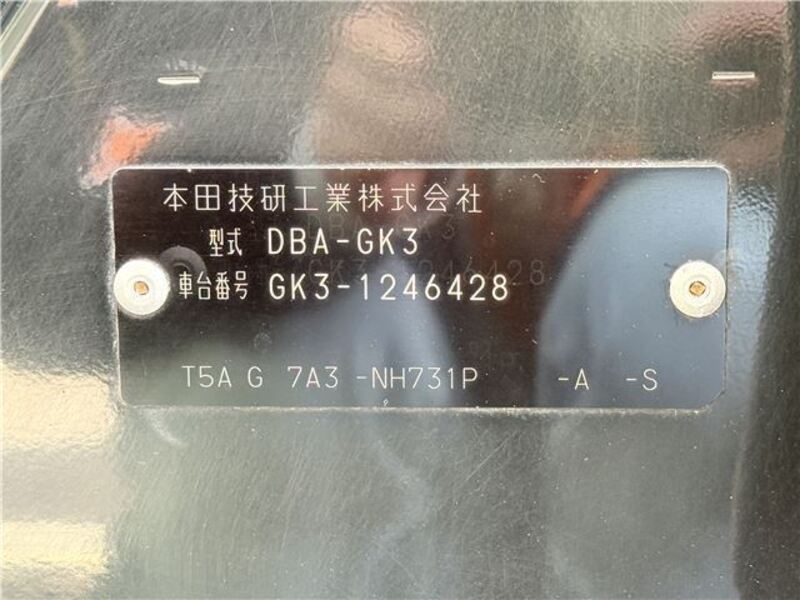 本田技研工業株式会社
型式 DBA-GK3
車台番号 GK3-1246428
T5A G 7A3 -NH731P -A -S